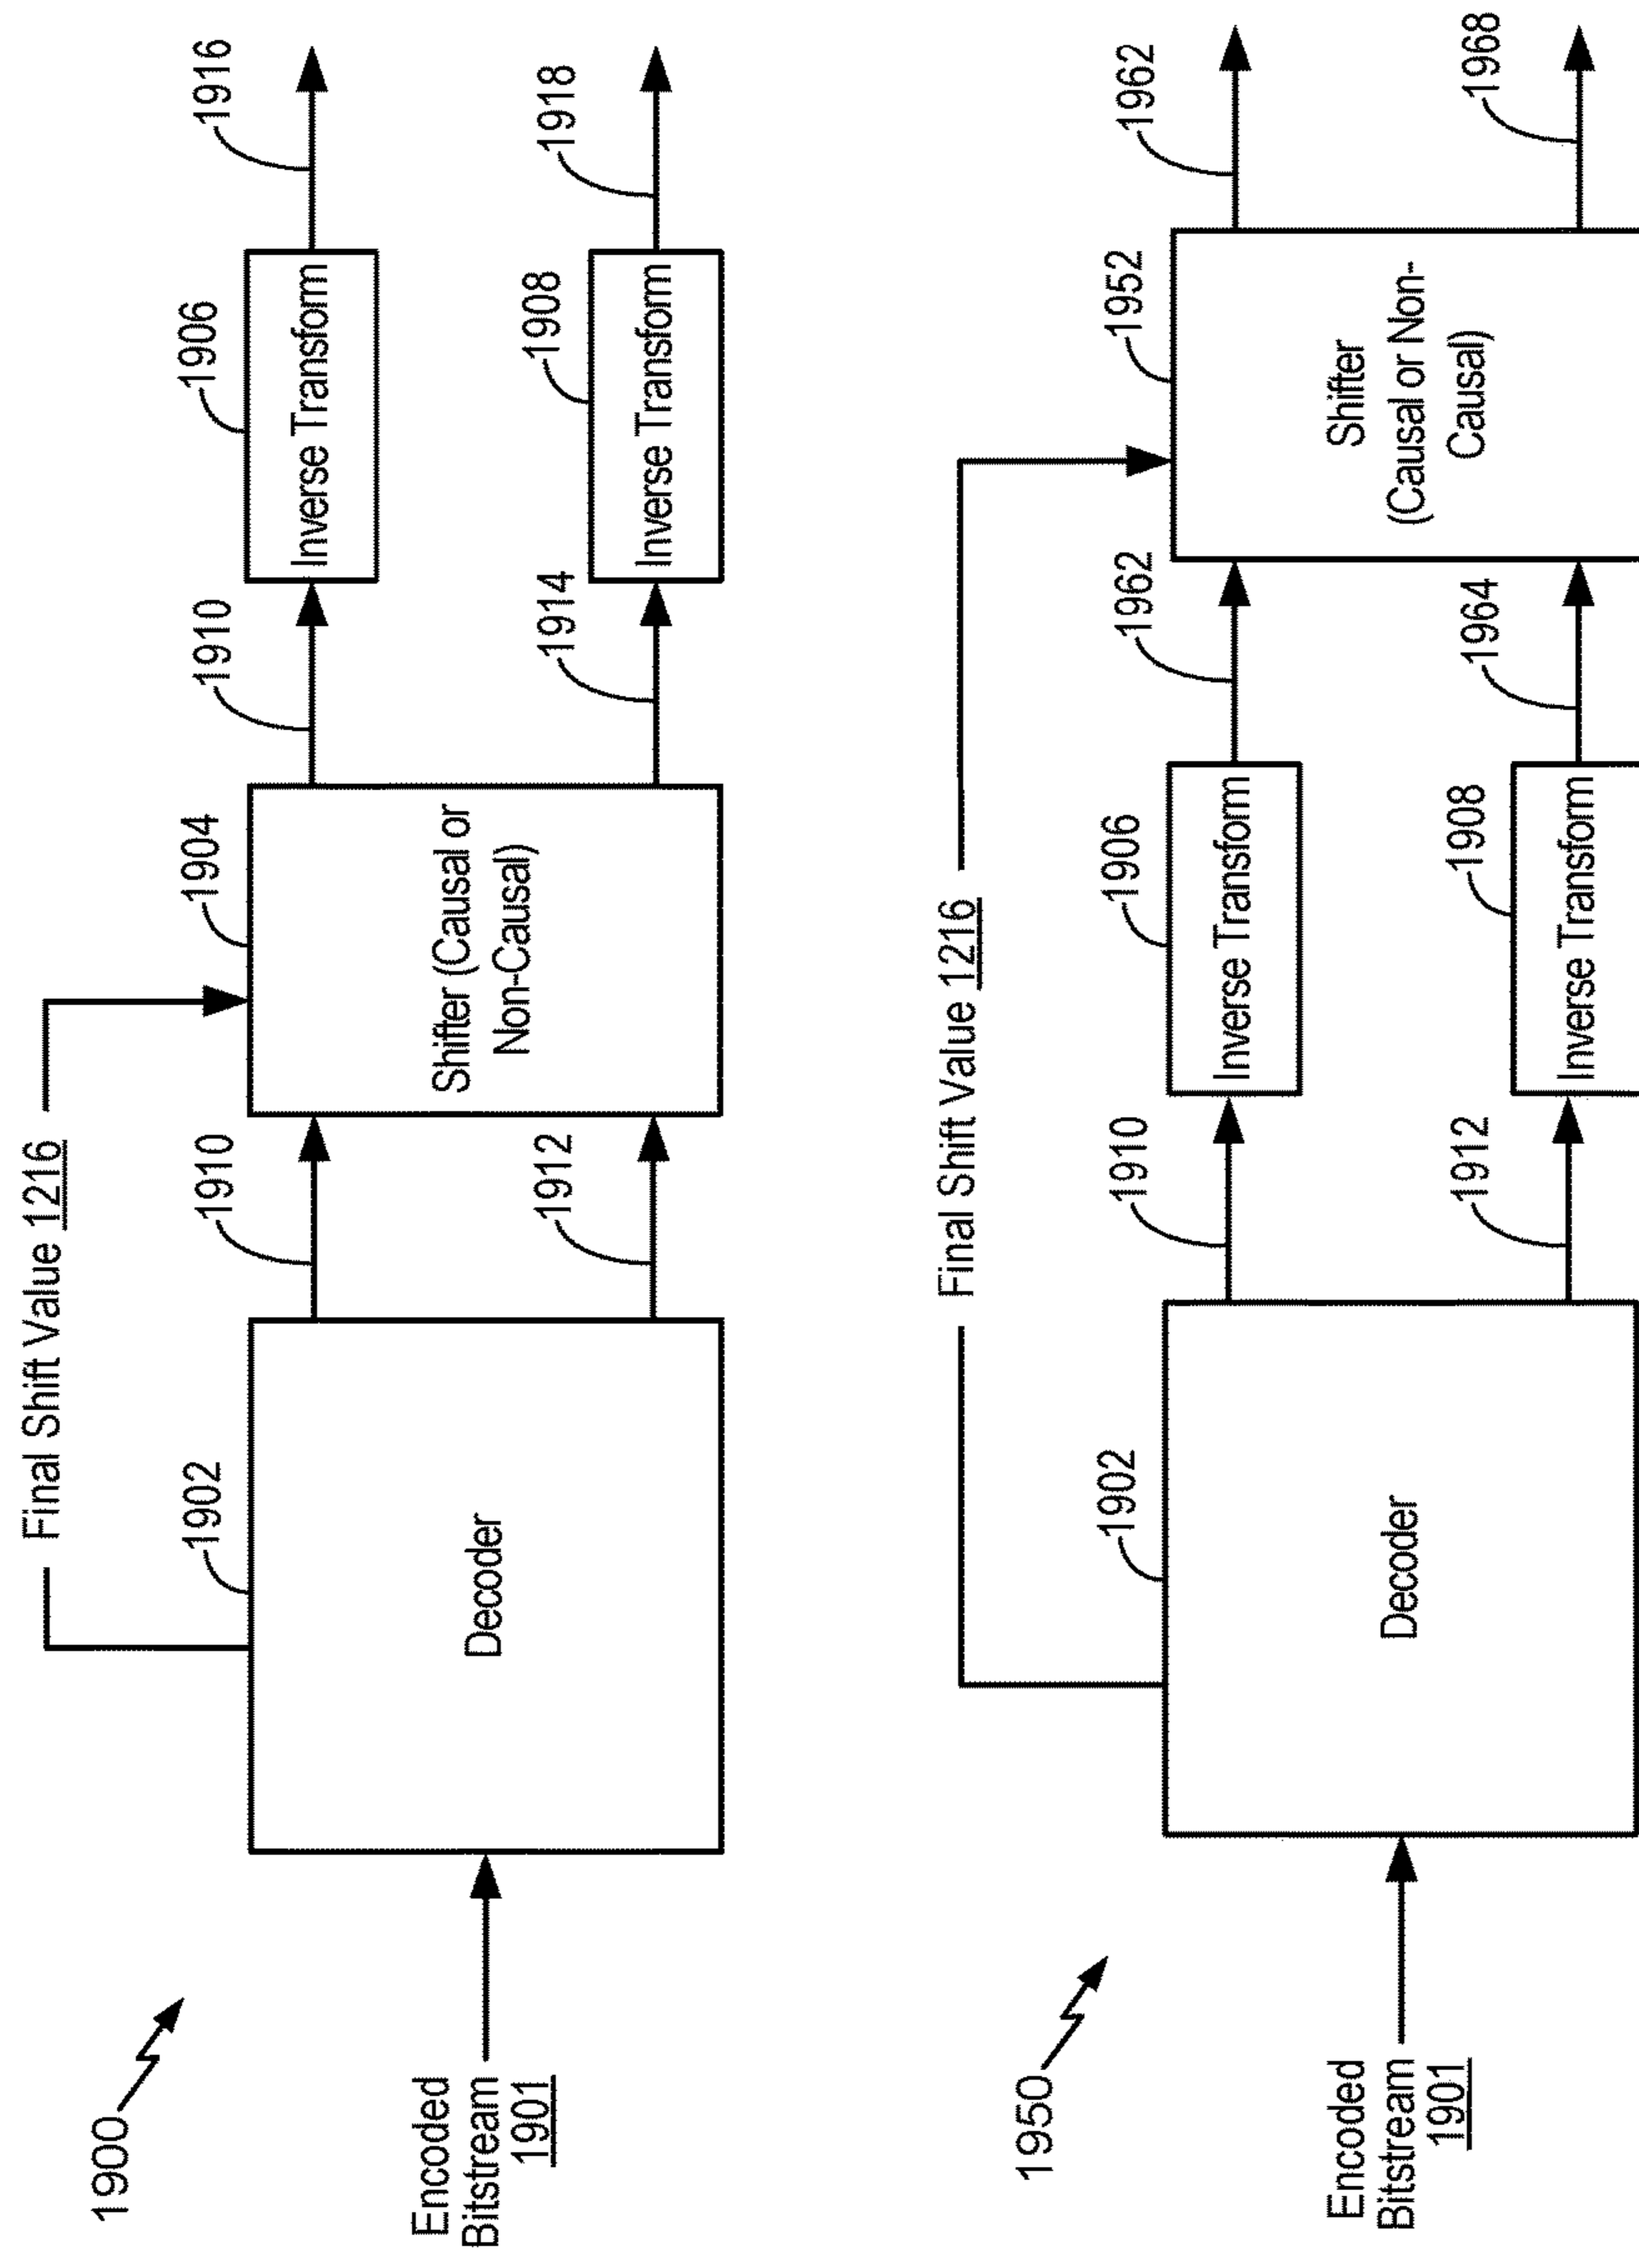 1900
Final Shift Value 1216
1902
1904
1906
1916
1910
1910
Encoded
Bitstream
1901
Decoder
Shifter (Causal or
Non-Causal)
Inverse Transform
1912
1914
1908
1918
Inverse Transform
1950
Final Shift Value 1216
1902
1910
1906
1962
1952
1962
Encoded
Bitstream
1901
Decoder
Inverse Transform
Shifter
(Causal or Non-
Causal)
1912
1908
1964
1968
Inverse Transform